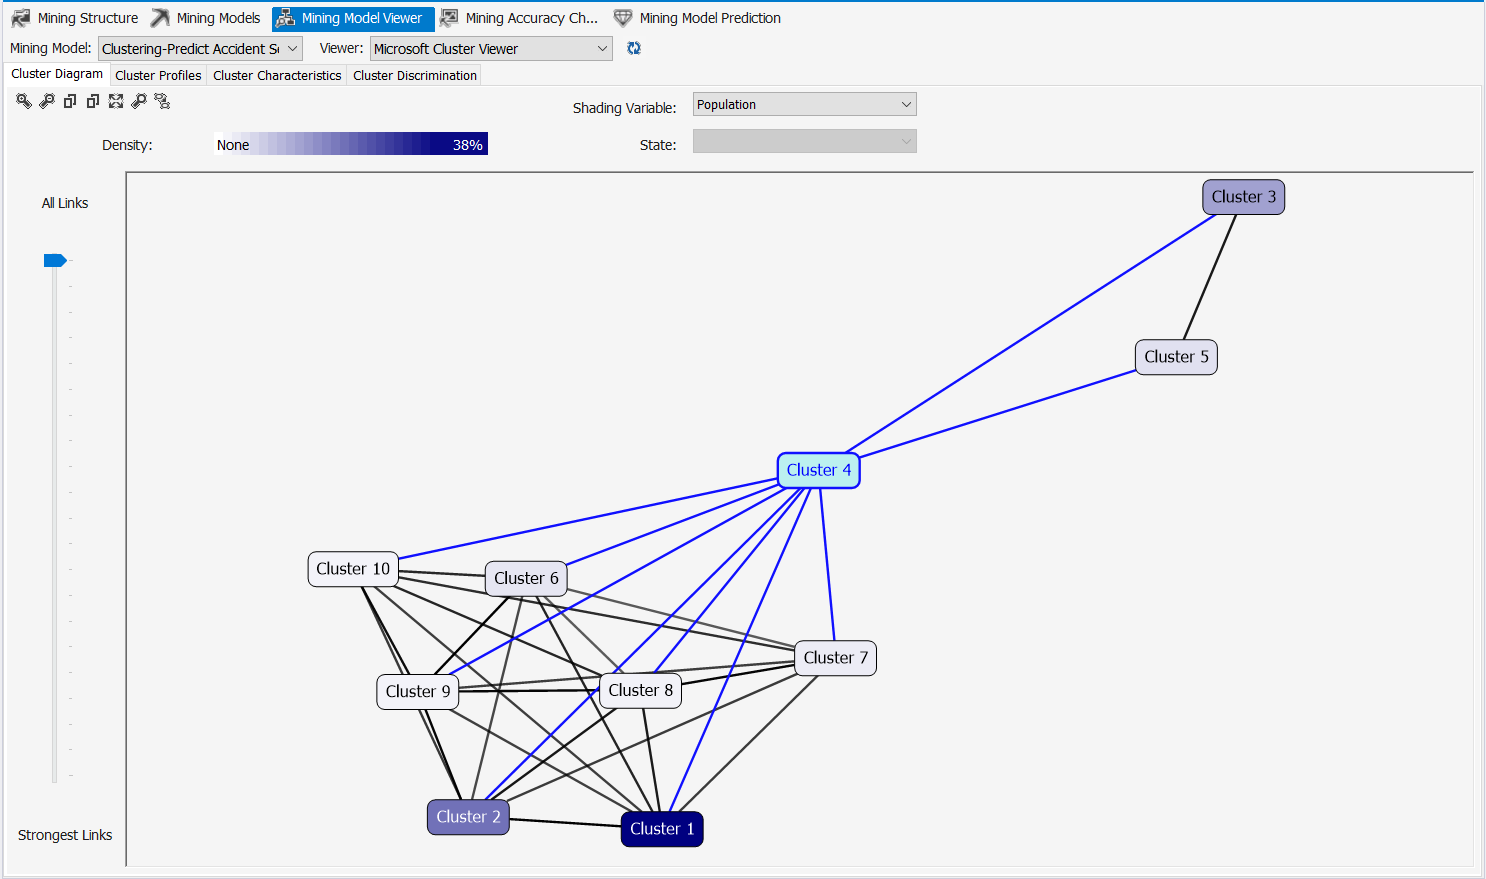 Mining Structure Mining Models Mining Model Viewer Mining Accuracy Ch... Mining Model Prediction
Mining Model: Clustering-Predict Accident Viewer: Microsoft Cluster Viewer
Cluster Diagram Cluster Profiles Cluster Characteristics Cluster Discrimination
Shading Variable: Population
Density: None 38% State:
All Links
Cluster 3
Cluster 5
Cluster 4
Cluster 10
Cluster 6
Cluster 7
Cluster 9
Cluster 8
Cluster 2
Cluster 1
Strongest Links